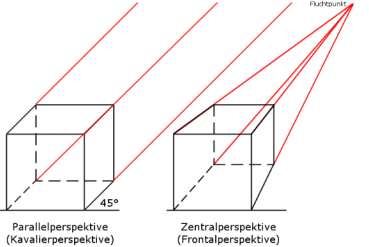 Fluchtpunkt
45°
Parallelperspektive
(Kavalierperspektive)
Zentralperspektive
(Frontalperspektive)